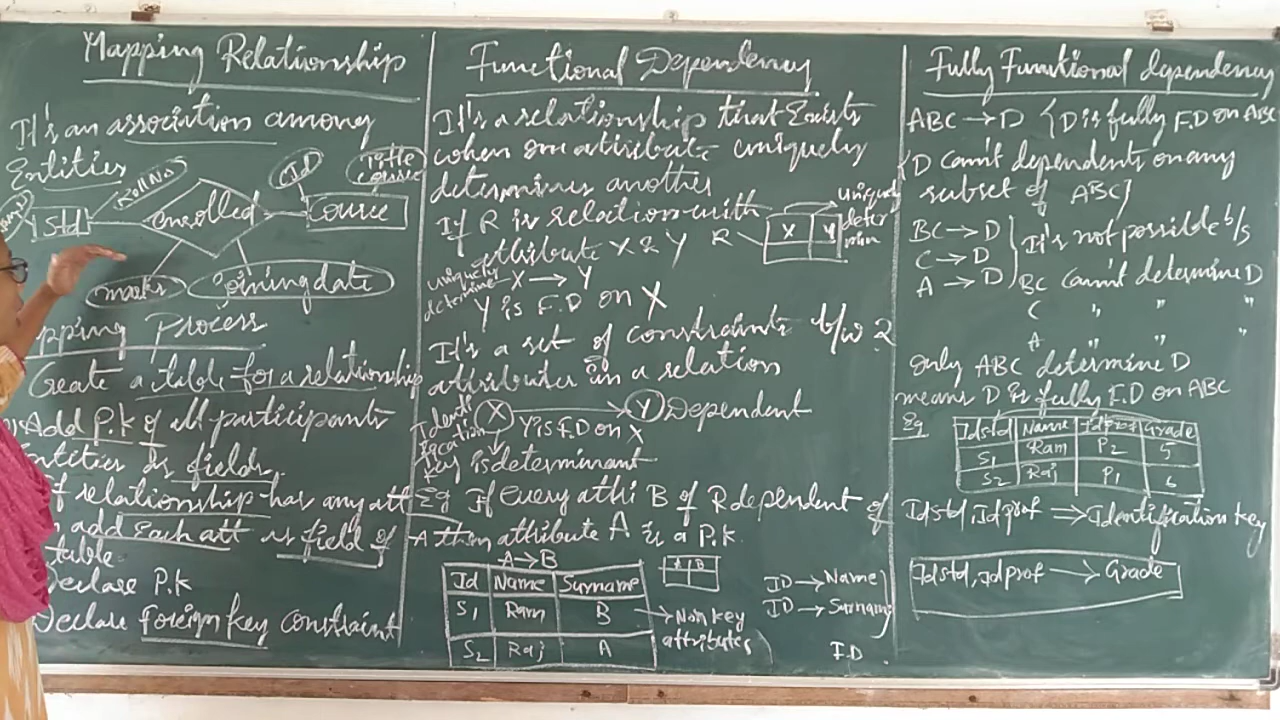 Mapping Relationship
It's an association among
Entities
Roll No
Id
title
course
Std
enrolled
Course
marks
joining date
apping Process
Create a table for a relationship
Add P.k of all participants
ntities as fields
If relationship has any att
add Each att as field of
table
Declare P.k
Declare foreign key constraint
Functional Dependency
It's a relationship that Exists
when one attribute uniquely
determines another
If R is relation with
attribute X & Y
R
X Y
uniquely
determine X → Y
Y is F.D on X
It's a set of constraints b/w 2
attributes in a relation
X → Y Dependent
Y is F.D on X
key is determinant
Eg If Every attri B of R dependent of
A then attribute A is a P.k
A→B
Id Name Surname
S1 Ram B
S2 Raj A
A B
→ Non key
attributes
ID → Name
ID → Surname
F.D
Fully Functional dependency
ABC → D {D is fully F.D on ABC
{D can't dependents on any
subset of ABC}
BC → D
C → D
A → D
It's not possible b/s
BC can't determine D
C " " "
A " " "
only ABC determine D
means D is fully F.D on ABC
Eg
Idstd Name Idprof Grade
S1 Ram P2 5
S2 Raj P1 6
Idstd, Idprof ⇒ Identification key
Idstd, Idprof → Grade